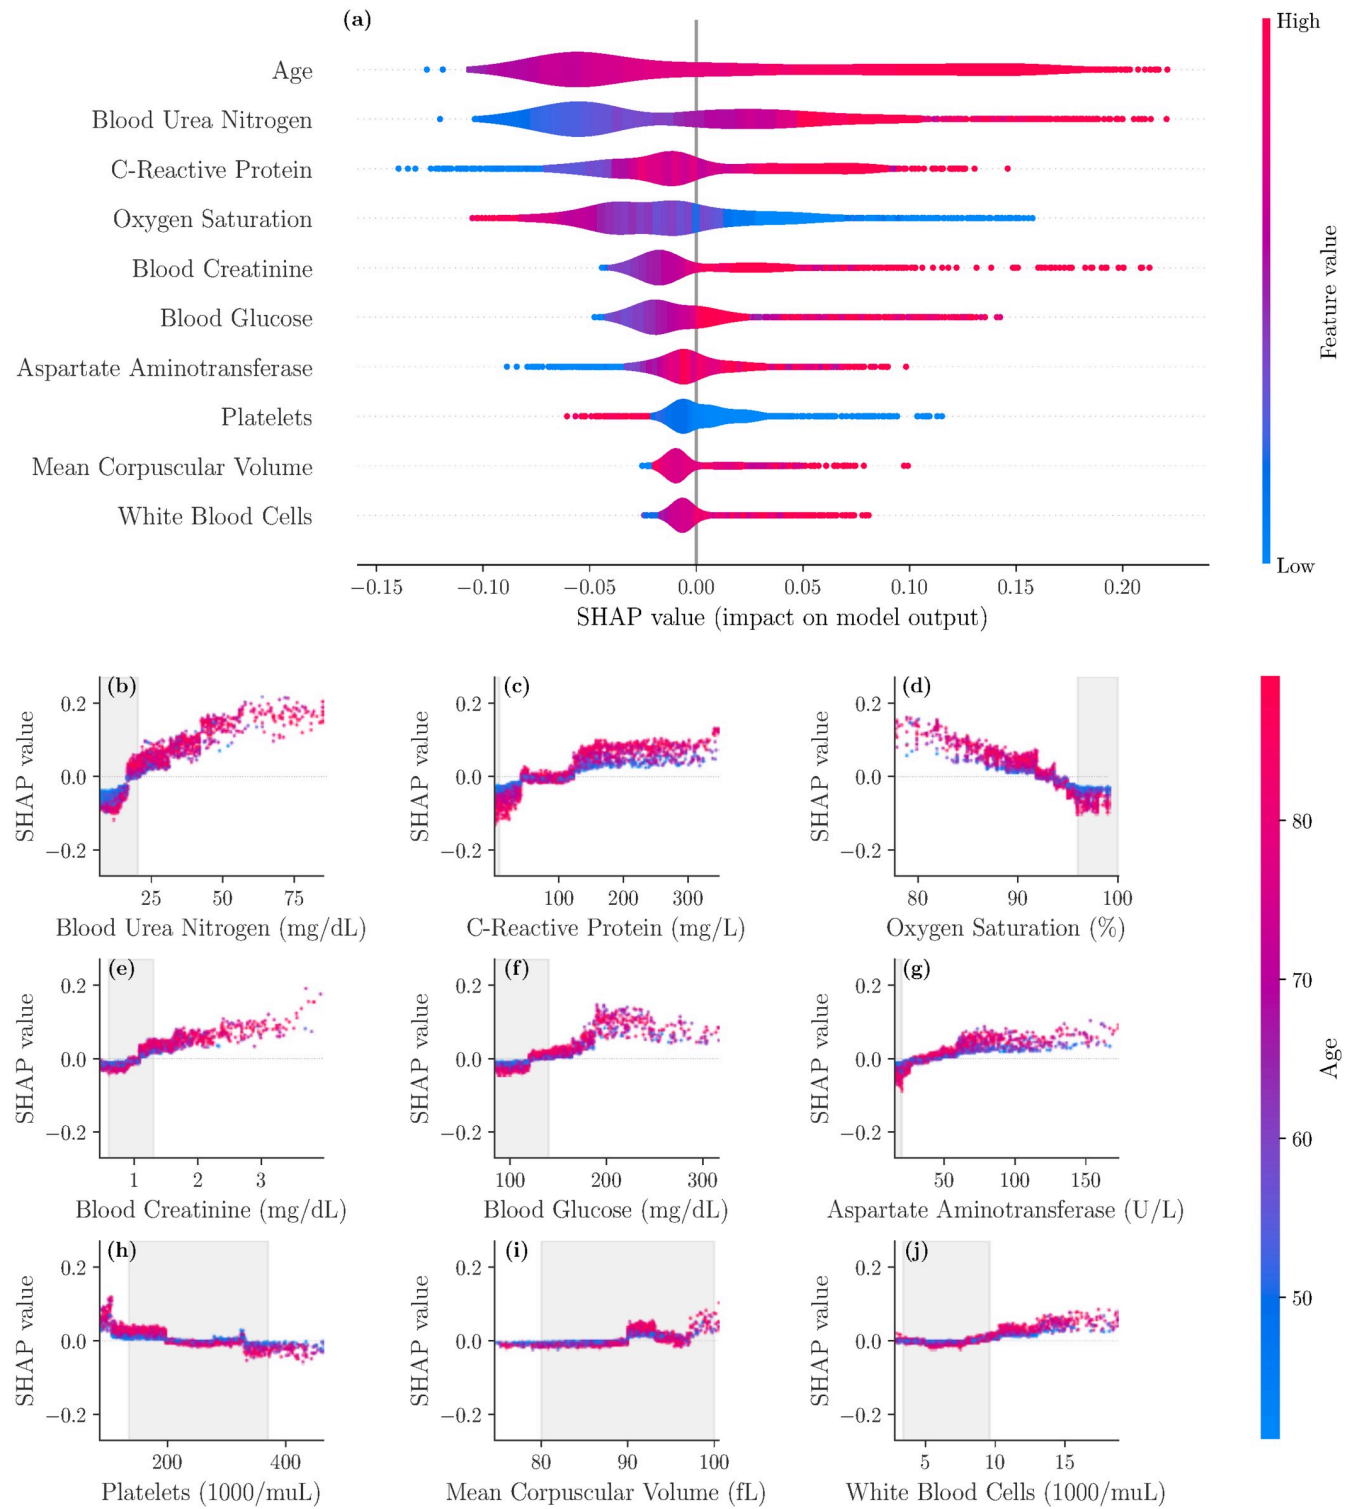 (a)
High
Age
Blood Urea Nitrogen
C-Reactive Protein
Oxygen Saturation
Blood Creatinine
Blood Glucose
Aspartate Aminotransferase
Platelets
Mean Corpuscular Volume
White Blood Cells
Feature value
Low
−0.15 −0.10 −0.05 0.00 0.05 0.10 0.15 0.20
SHAP value (impact on model output)
(b)
SHAP value
0.2
0.0
−0.2
25 50 75
Blood Urea Nitrogen (mg/dL)
(c)
SHAP value
0.2
0.0
−0.2
100 200 300
C-Reactive Protein (mg/L)
(d)
SHAP value
0.2
0.0
−0.2
80 90 100
Oxygen Saturation (%)
(e)
SHAP value
0.2
0.0
−0.2
1 2 3
Blood Creatinine (mg/dL)
(f)
SHAP value
0.2
0.0
−0.2
100 200 300
Blood Glucose (mg/dL)
(g)
SHAP value
0.2
0.0
−0.2
50 100 150
Aspartate Aminotransferase (U/L)
(h)
SHAP value
0.2
0.0
−0.2
200 400
Platelets (1000/muL)
(i)
SHAP value
0.2
0.0
−0.2
80 90 100
Mean Corpuscular Volume (fL)
(j)
SHAP value
0.2
0.0
−0.2
5 10 15
White Blood Cells (1000/muL)
80
70
60
50
Age